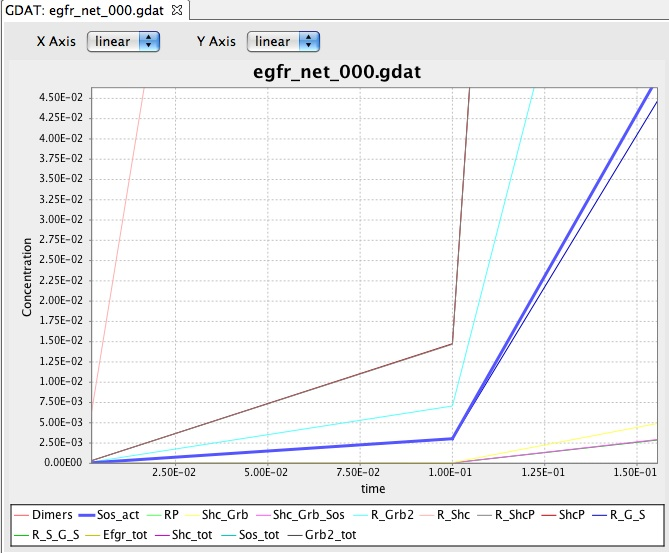 GDAT: egfr_net_000.gdat
X Axis linear Y Axis linear
egfr_net_000.gdat
Concentration
4.50E-02
4.25E-02
4.00E-02
3.75E-02
3.50E-02
3.25E-02
3.00E-02
2.75E-02
2.50E-02
2.25E-02
2.00E-02
1.75E-02
1.50E-02
1.25E-02
1.00E-02
7.50E-03
5.00E-03
2.50E-03
0.00E00
2.50E-02 5.00E-02 7.50E-02 1.00E-01 1.25E-01 1.50E-01
time
Dimers Sos_act RP Shc_Grb Shc_Grb_Sos R_Grb2 R_Shc R_ShcP ShcP R_G_S
R_S_G_S Efgr_tot Shc_tot Sos_tot Grb2_tot